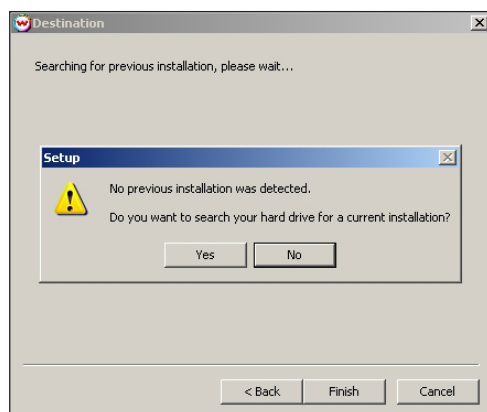 Destination
Searching for previous installation, please wait...
Setup
No previous installation was detected.
Do you want to search your hard drive for a current installation?
Yes
No
< Back
Finish
Cancel